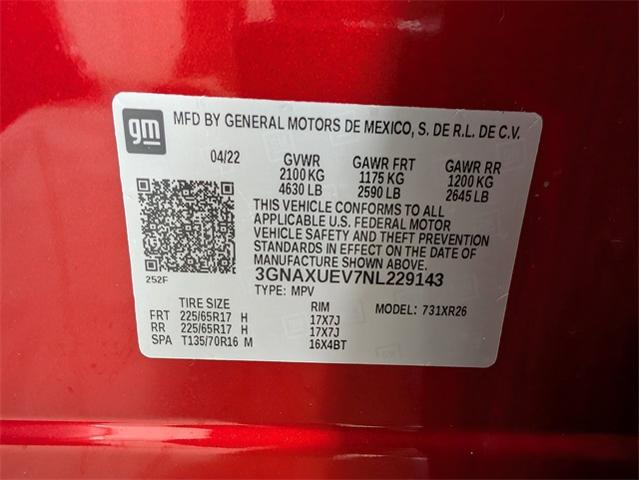 gm
MFD BY GENERAL MOTORS DE MEXICO, S. DE R.L. DE C.V.
04/22 GVWR GAWR FRT GAWR RR
2100 KG 1175 KG 1200 KG
4630 LB 2590 LB 2645 LB
THIS VEHICLE CONFORMS TO ALL
APPLICABLE U.S. FEDERAL MOTOR
VEHICLE SAFETY AND THEFT PREVENTION
STANDARDS IN EFFECT ON THE DATE OF
MANUFACTURE SHOWN ABOVE.
252F 3GNAXUEV7NL229143
TYPE: MPV
TIRE SIZE RIM MODEL: 731XR26
FRT 225/65R17 H 17X7J
RR 225/65R17 H 17X7J
SPA T135/70R16 M 16X4BT